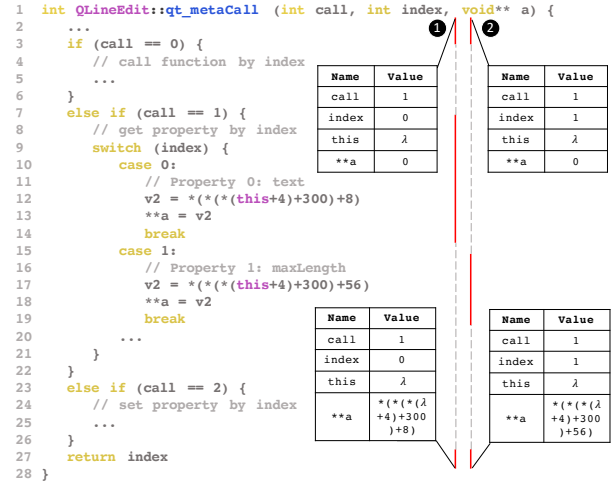 1 int QLineEdit::qt_metaCall (int call, int index, void** a) {
2 ...
3 if (call == 0) {
4 // call function by index
5 ...
6 }
7 else if (call == 1) {
8 // get property by index
9 switch (index) {
10 case 0:
11 // Property 0: text
12 v2 = *(*(*(this+4)+300)+8)
13 **a = v2
14 break
15 case 1:
16 // Property 1: maxLength
17 v2 = *(*(*(this+4)+300)+56)
18 **a = v2
19 break
20 ...
21 }
22 }
23 else if (call == 2) {
24 // set property by index
25 ...
26 }
27 return index
28 }
1 2
Name Value
call 1
index 0
this λ
**a 0
Name Value
call 1
index 1
this λ
**a 0
Name Value
call 1
index 0
this λ
**a *(*(*(λ
+4)+300
)+8)
Name Value
call 1
index 1
this λ
**a *(*(*(λ
+4)+300
)+56)